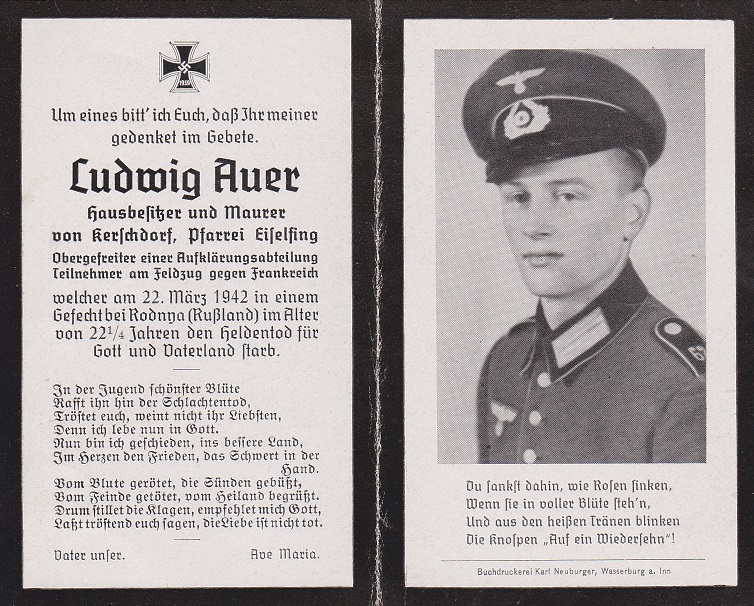 1939
Um eines bitt' ich Euch, daß Ihr meiner
gedenket im Gebete.
Ludwig Auer
Hausbesitzer und Maurer
von Kerschdorf, Pfarrei Eiselfing
Obergefreiter einer Aufklärungsabteilung
Teilnehmer am Feldzug gegen Frankreich
welcher am 22. März 1942 in einem
Gefecht bei Rodnya (Rußland) im Alter
von 22 1/4 Jahren den Heldentod für
Gott und Vaterland starb.
In der Jugend schönster Blüte
Rafft ihn hin der Schlachtentod,
Tröstet euch, weint nicht ihr Liebsten,
Denn ich lebe nun in Gott.
Nun bin ich geschieden, ins bessere Land,
Im Herzen den Frieden, das Schwert in der
Hand.
Vom Blute gerötet, die Sünden gebüßt,
Vom Feinde getötet, vom Heiland begrüßt.
Drum stillet die Klagen, empfehlet mich Gott,
Laßt tröstend euch sagen, die Liebe ist nicht tot.
Vater unser. Ave Maria.
Du sankst dahin, wie Rosen sinken,
Wenn sie in voller Blüte steh'n,
Und aus den heißen Tränen blinken
Die Knospen „Auf ein Wiedersehn"!
Buchdruckerei Karl Neuburger, Wasserburg a. Inn